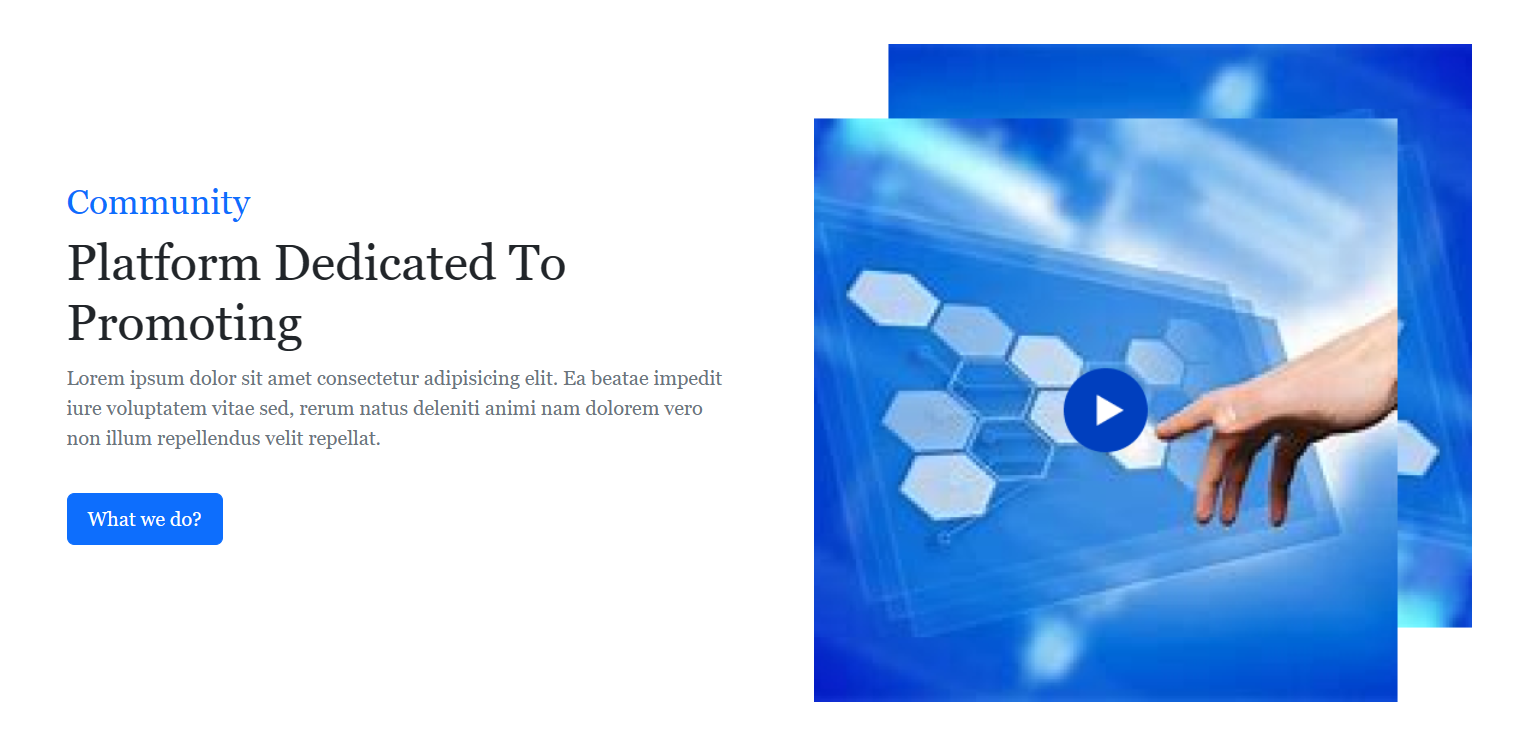 Community
Platform Dedicated To
Promoting
Lorem ipsum dolor sit amet consectetur adipisicing elit. Ea beatae impedit
iure voluptatem vitae sed, rerum natus deleniti animi nam dolorem vero
non illum repellendus velit repellat.
What we do?